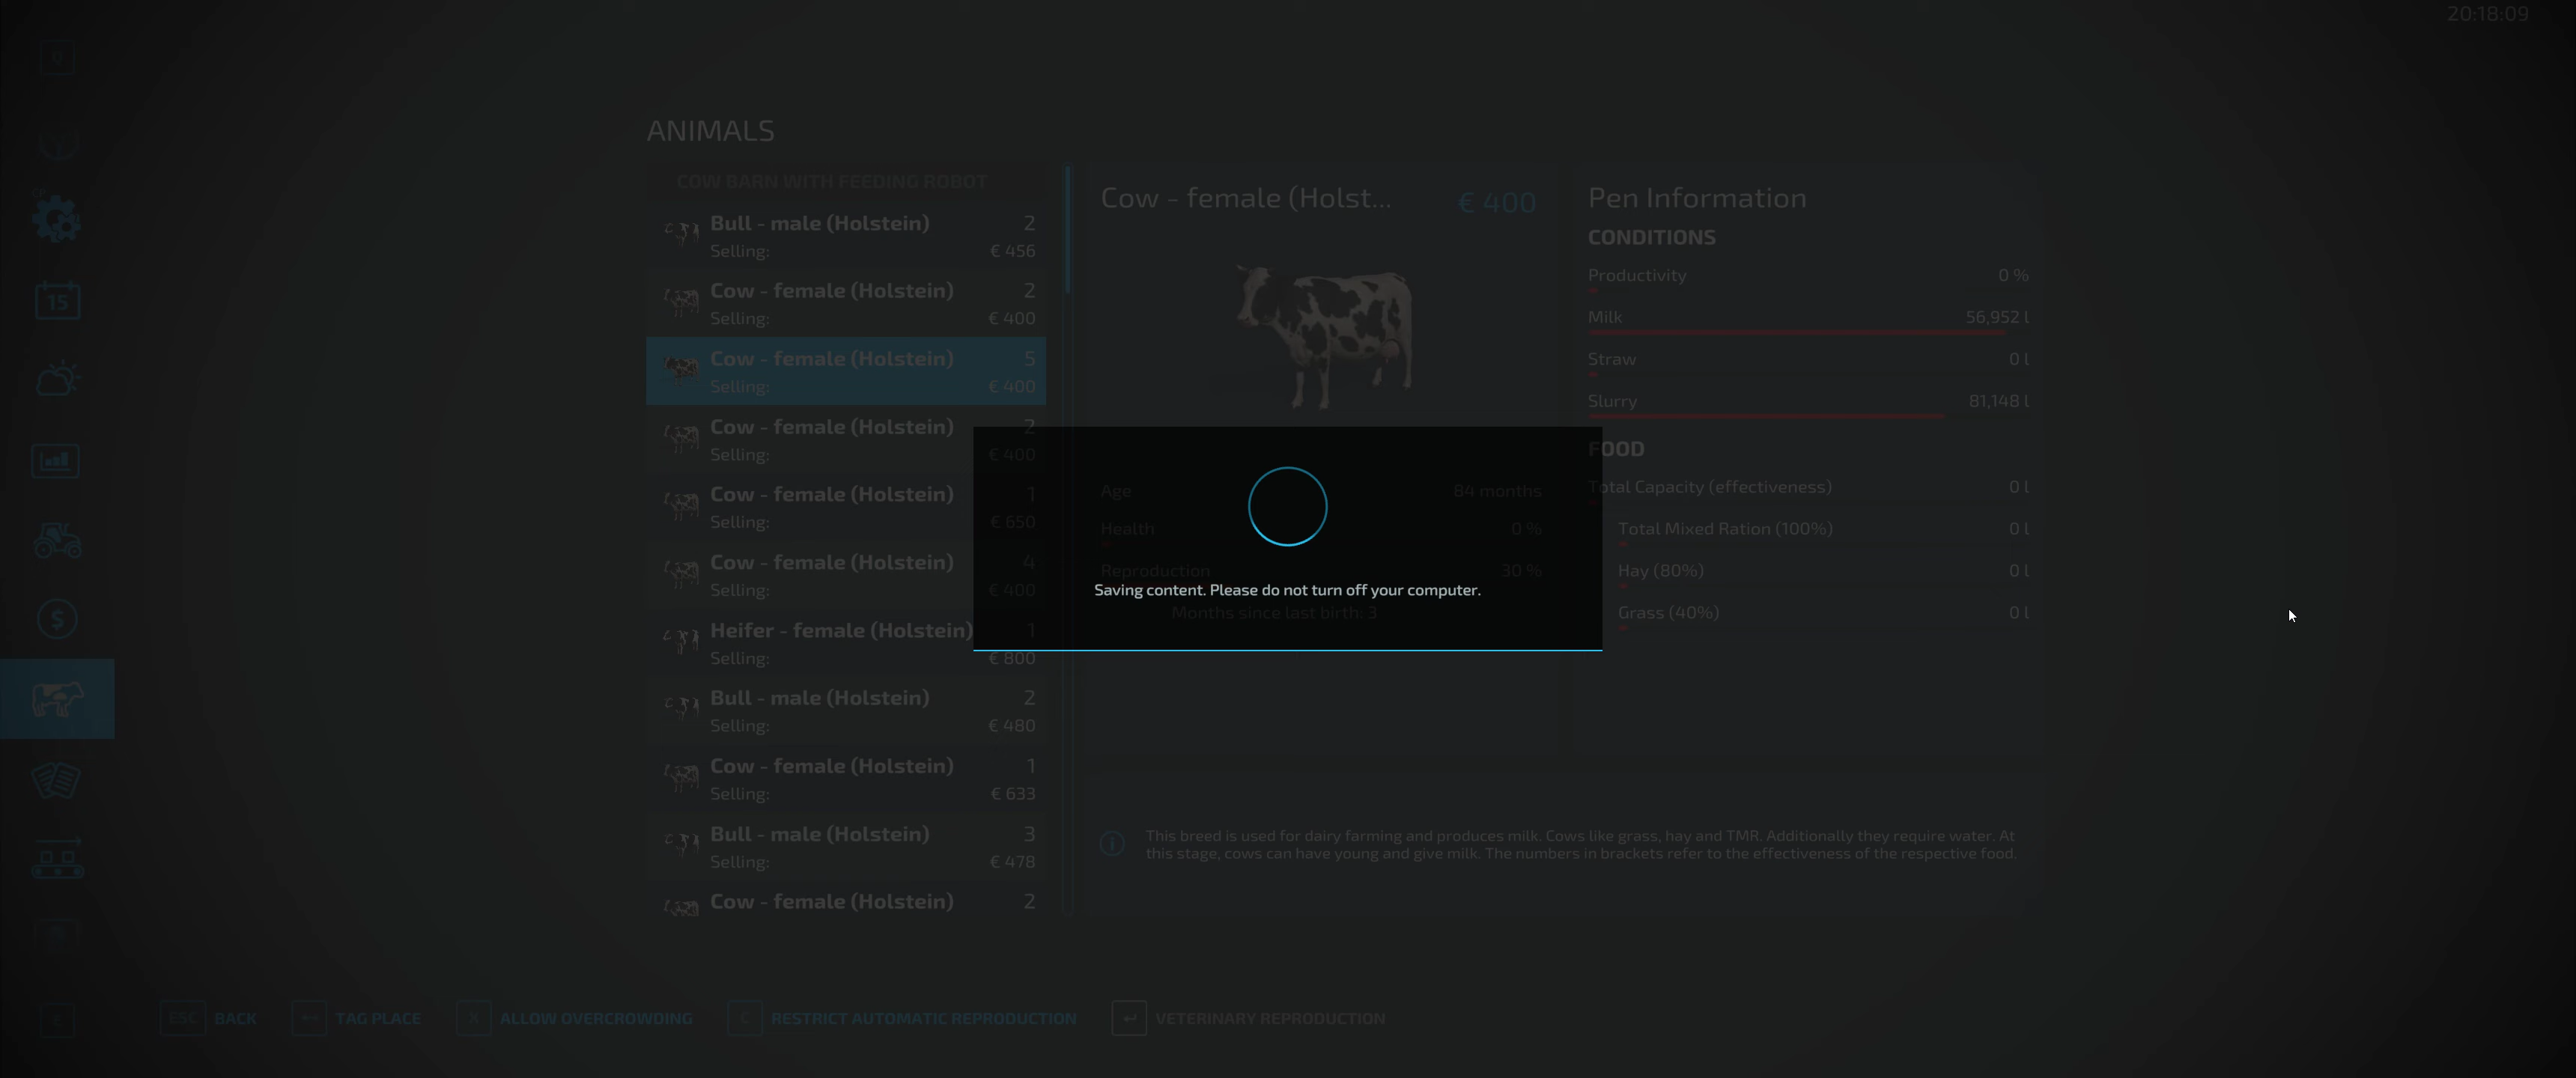 20:18:09
Q
CP
15
E
ANIMALS
COW BARN WITH FEEDING ROBOT
Bull - male (Holstein) 2
Selling: € 456
Cow - female (Holstein) 2
Selling: € 400
Cow - female (Holstein) 5
Selling: € 400
Cow - female (Holstein) 2
Selling: € 400
Cow - female (Holstein) 1
Selling: € 650
Cow - female (Holstein) 4
Selling: € 400
Heifer - female (Holstein) 1
Selling: € 800
Bull - male (Holstein) 2
Selling: € 480
Cow - female (Holstein) 1
Selling: € 633
Bull - male (Holstein) 3
Selling: € 478
Cow - female (Holstein) 2
Cow - female (Holst... € 400
Age 84 months
Health 0 %
Reproduction 30 %
Saving content. Please do not turn off your computer.
Months since last birth: 3
Pen Information
CONDITIONS
Productivity 0 %
Milk 56,952 l
Straw 0 l
Slurry 81,148 l
FOOD
Total Capacity (effectiveness) 0 l
Total Mixed Ration (100%) 0 l
Hay (80%) 0 l
Grass (40%) 0 l
This breed is used for dairy farming and produces milk. Cows like grass, hay and TMR. Additionally they require water. At
this stage, cows can have young and give milk. The numbers in brackets refer to the effectiveness of the respective food.
ESC BACK TAG PLACE X ALLOW OVERCROWDING C RESTRICT AUTOMATIC REPRODUCTION VETERINARY REPRODUCTION